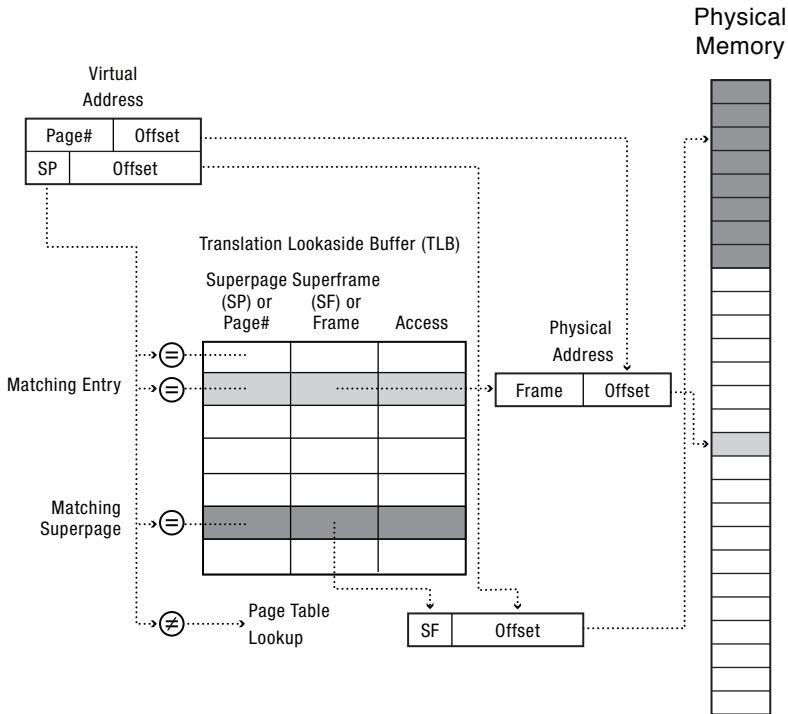 Physical
Memory
Virtual
Address
Page# Offset
SP Offset
Translation Lookaside Buffer (TLB)
Superpage Superframe
(SP) or (SF) or
Page# Frame Access
Physical
Address
=
Matching Entry = Frame Offset
Matching
Superpage =
≠ Page Table
Lookup
SF Offset